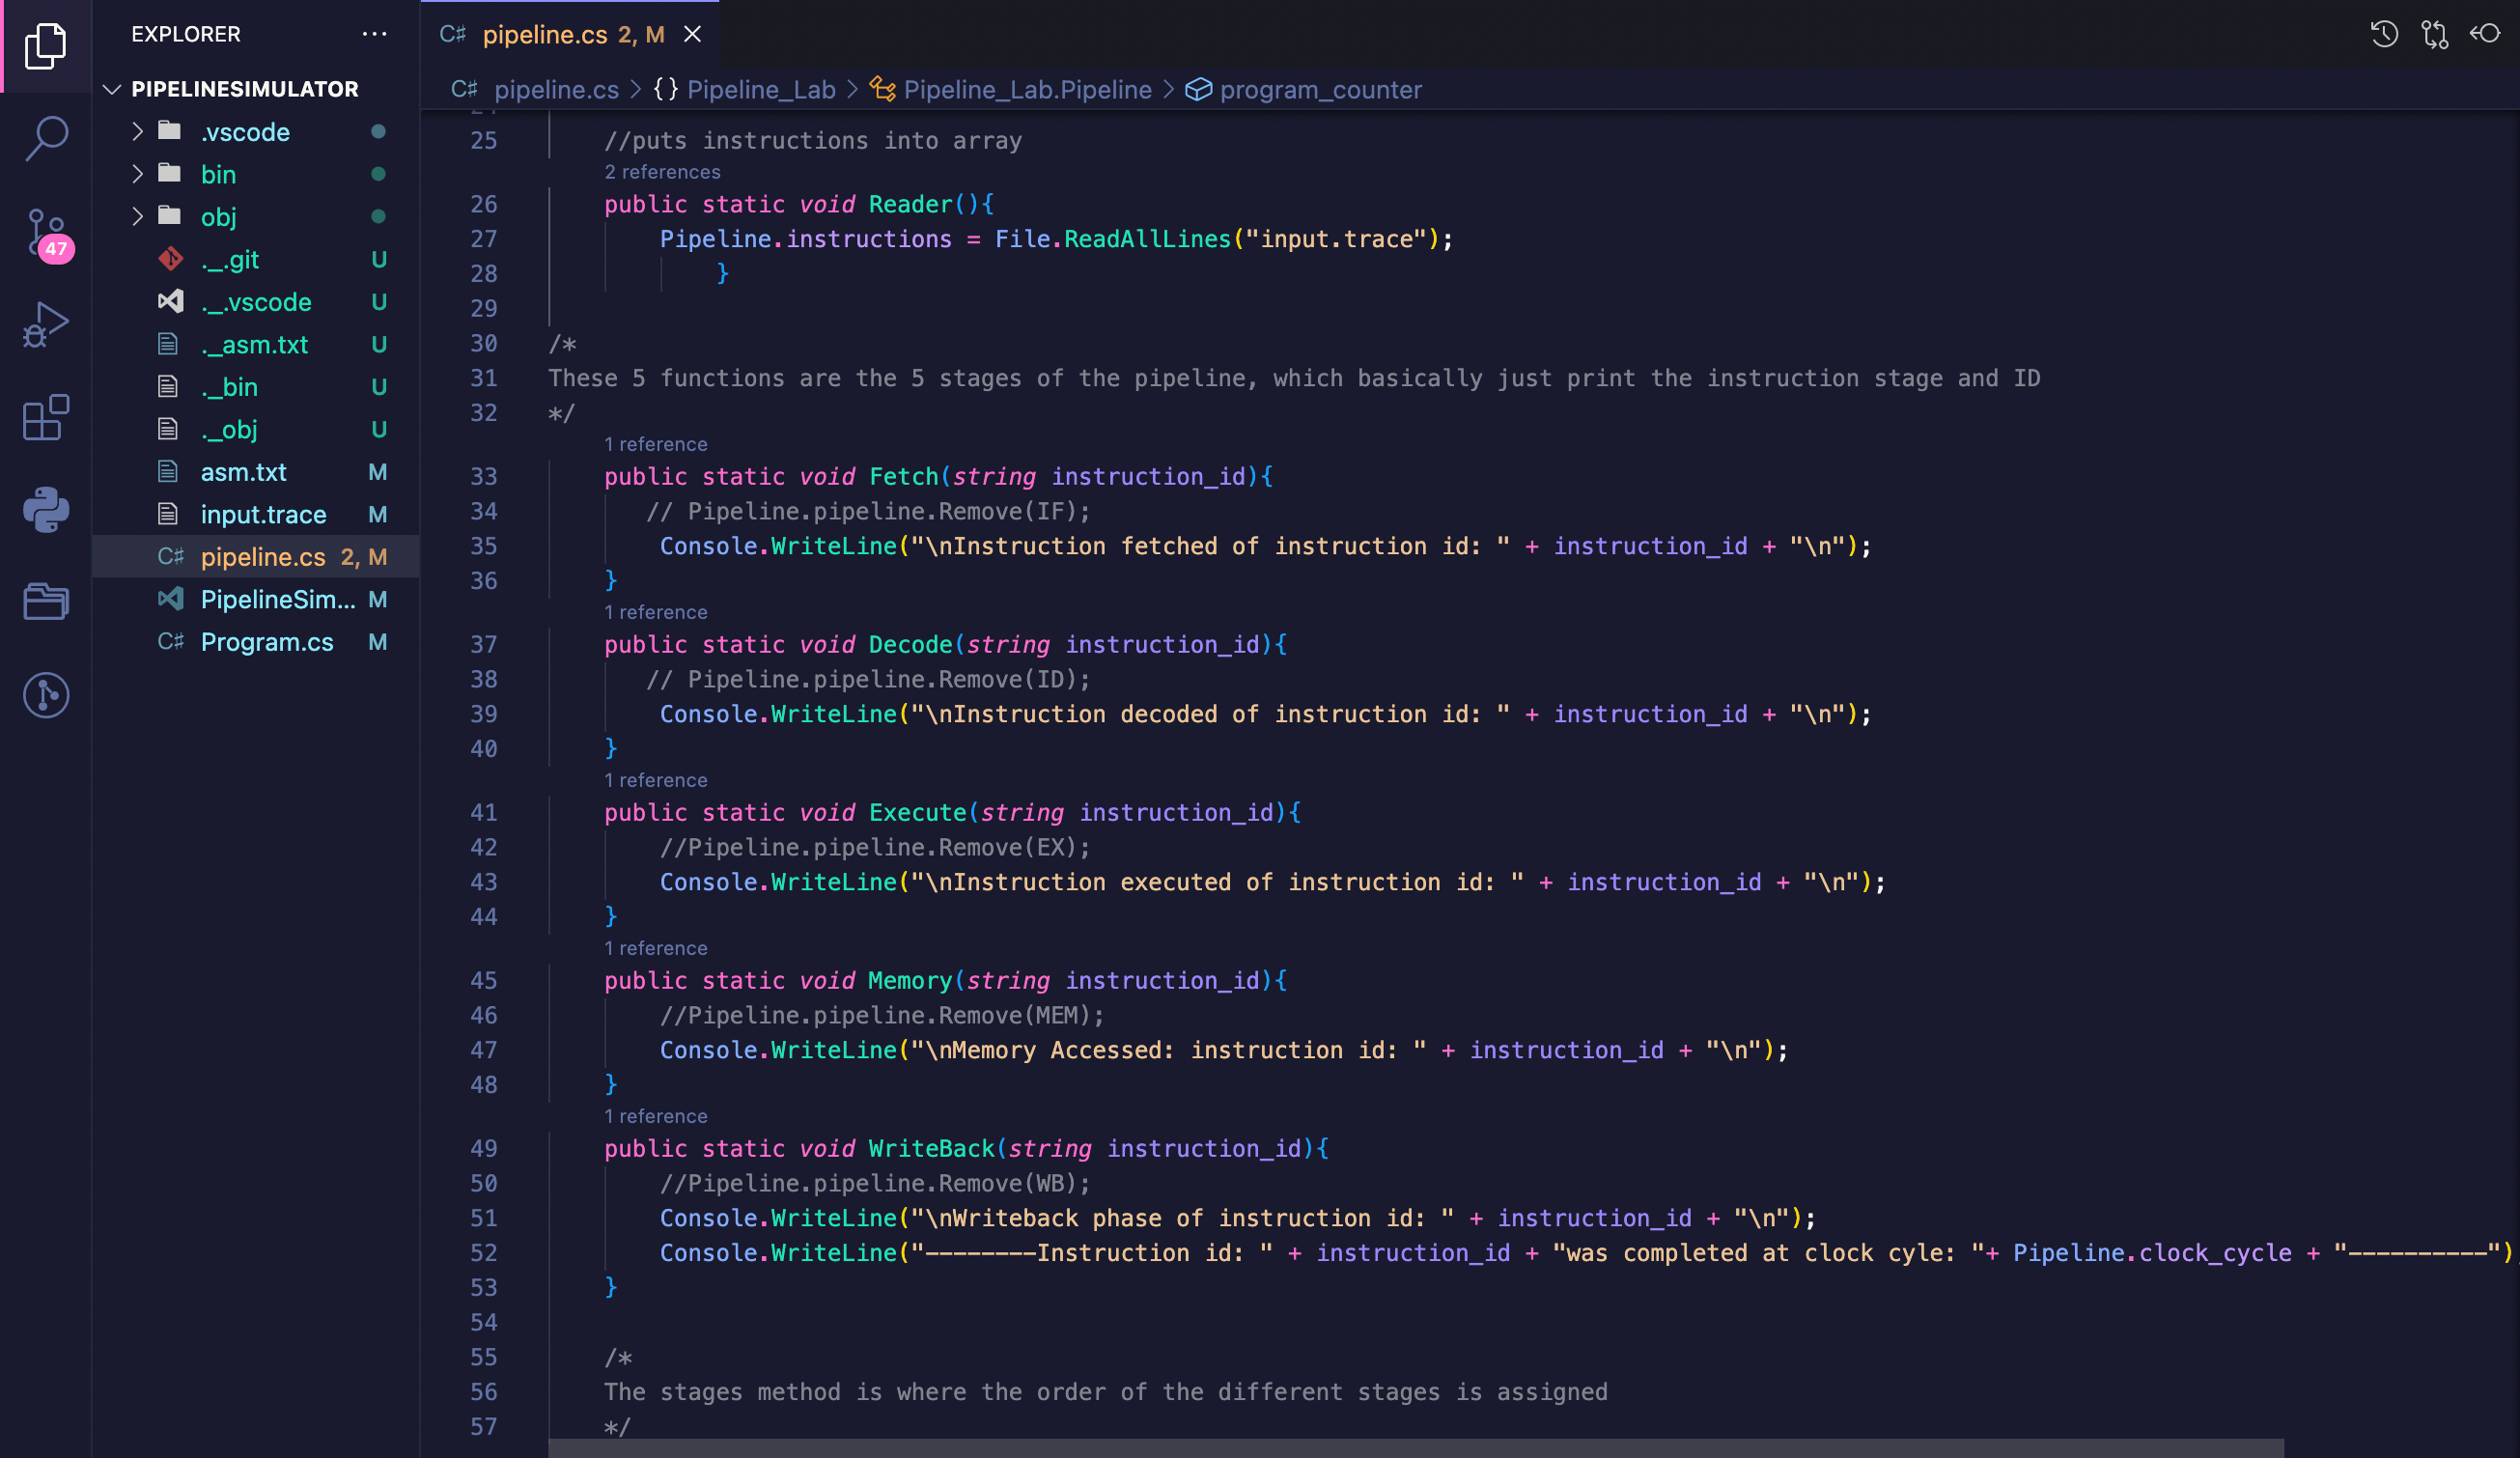 EXPLORER
PIPELINESIMULATOR
.vscode
bin
obj
._.git U
._.vscode U
._asm.txt U
._bin U
._obj U
asm.txt M
input.trace M
C# pipeline.cs 2, M
PipelineSim... M
C# Program.cs M
47
C# pipeline.cs 2, M
C# pipeline.cs > {} Pipeline_Lab > Pipeline_Lab.Pipeline > program_counter
25 //puts instructions into array
2 references
26 public static void Reader(){
27 Pipeline.instructions = File.ReadAllLines("input.trace");
28 }
29
30 /*
31 These 5 functions are the 5 stages of the pipeline, which basically just print the instruction stage and ID
32 */
1 reference
33 public static void Fetch(string instruction_id){
34 // Pipeline.pipeline.Remove(IF);
35 Console.WriteLine("\nInstruction fetched of instruction id: " + instruction_id + "\n");
36 }
1 reference
37 public static void Decode(string instruction_id){
38 // Pipeline.pipeline.Remove(ID);
39 Console.WriteLine("\nInstruction decoded of instruction id: " + instruction_id + "\n");
40 }
1 reference
41 public static void Execute(string instruction_id){
42 //Pipeline.pipeline.Remove(EX);
43 Console.WriteLine("\nInstruction executed of instruction id: " + instruction_id + "\n");
44 }
1 reference
45 public static void Memory(string instruction_id){
46 //Pipeline.pipeline.Remove(MEM);
47 Console.WriteLine("\nMemory Accessed: instruction id: " + instruction_id + "\n");
48 }
1 reference
49 public static void WriteBack(string instruction_id){
50 //Pipeline.pipeline.Remove(WB);
51 Console.WriteLine("\nWriteback phase of instruction id: " + instruction_id + "\n");
52 Console.WriteLine("--------Instruction id: " + instruction_id + "was completed at clock cyle: "+ Pipeline.clock_cycle + "----------")
53 }
54
55 /*
56 The stages method is where the order of the different stages is assigned
57 */